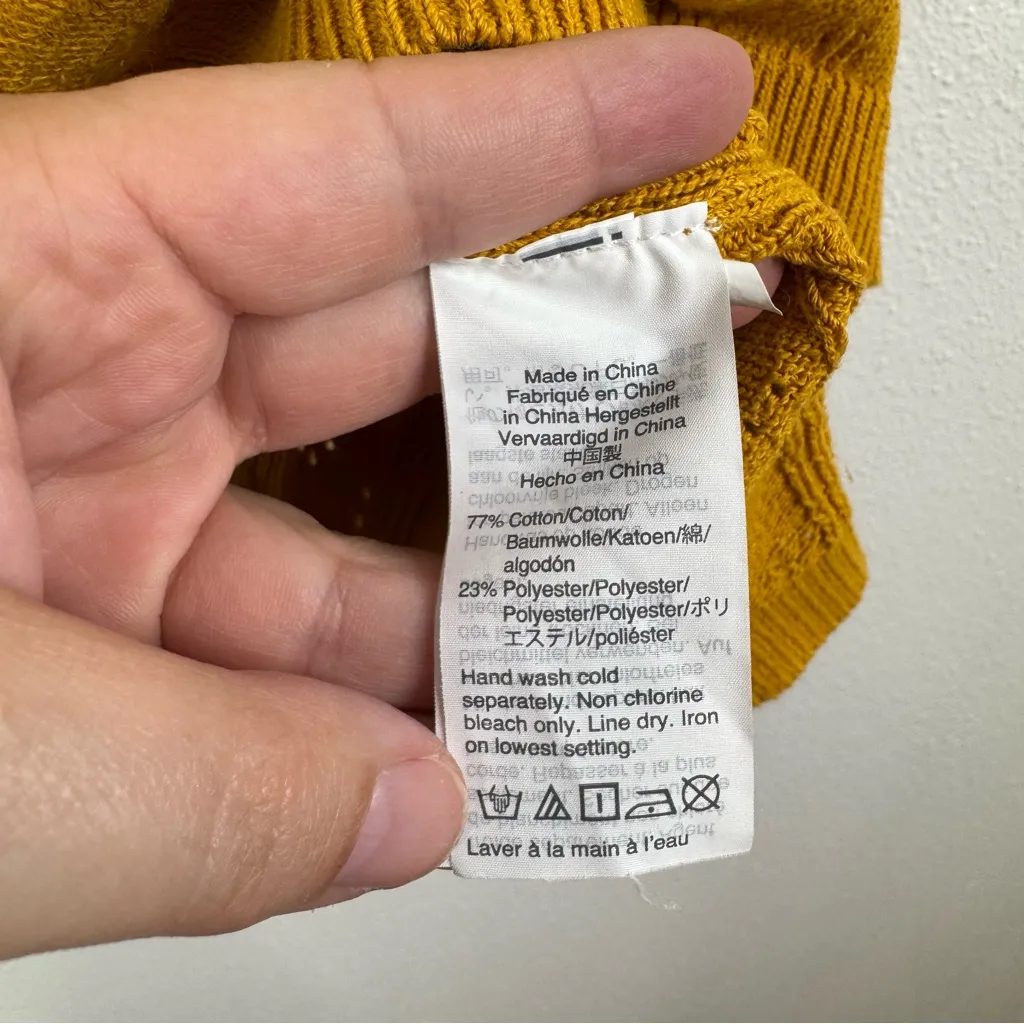 Made in China
Fabriqué en Chine
in China Hergestellt
Vervaardigd in China
中国製
Hecho en China
77% Cotton/Coton/
Baumwolle/Katoen/綿/
algodón
23% Polyester/Polyester/
Polyester/Polyester/ポリ
エステル/poliéster
Hand wash cold
separately. Non chlorine
bleach only. Line dry. Iron
on lowest setting.
Laver à la main à l'eau